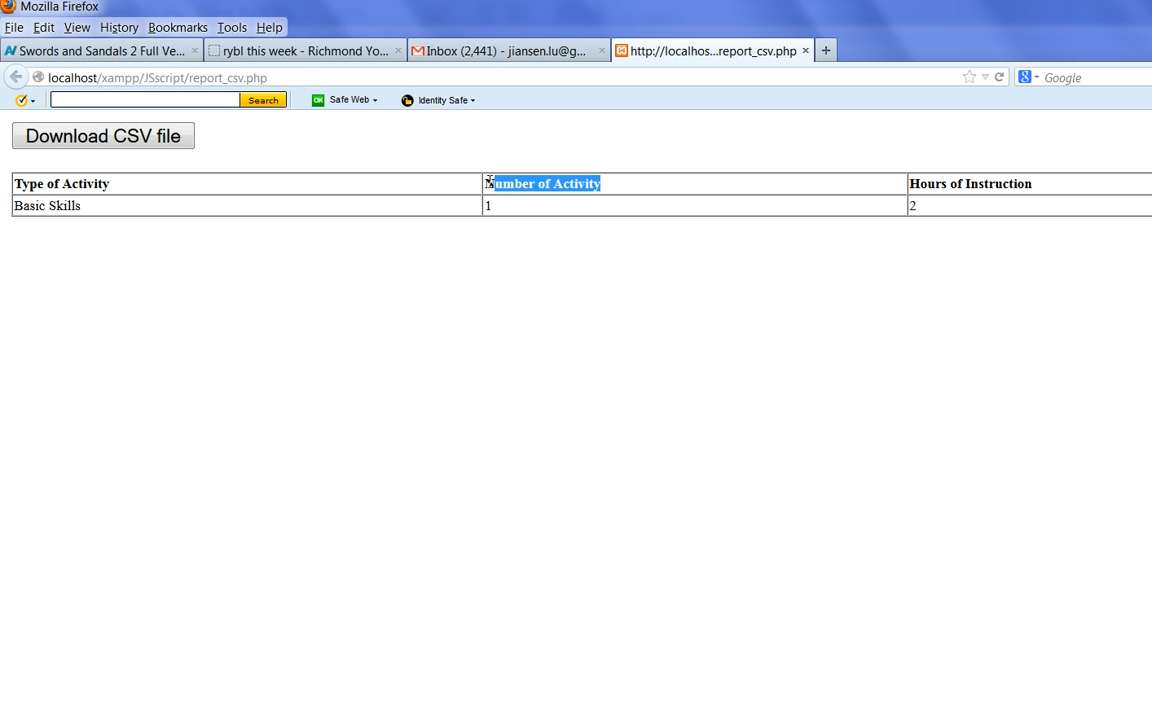 Mozilla Firefox
File Edit View History Bookmarks Tools Help
Swords and Sandals 2 Full Ve... × rybl this week - Richmond Yo... × Inbox (2,441) - jiansen.lu@g... × http://localhos...report_csv.php × +
localhost/xampp/JSscript/report_csv.php Google
Search OK Safe Web Identity Safe
Download CSV file
Type of Activity Number of Activity Hours of Instruction
Basic Skills 1 2